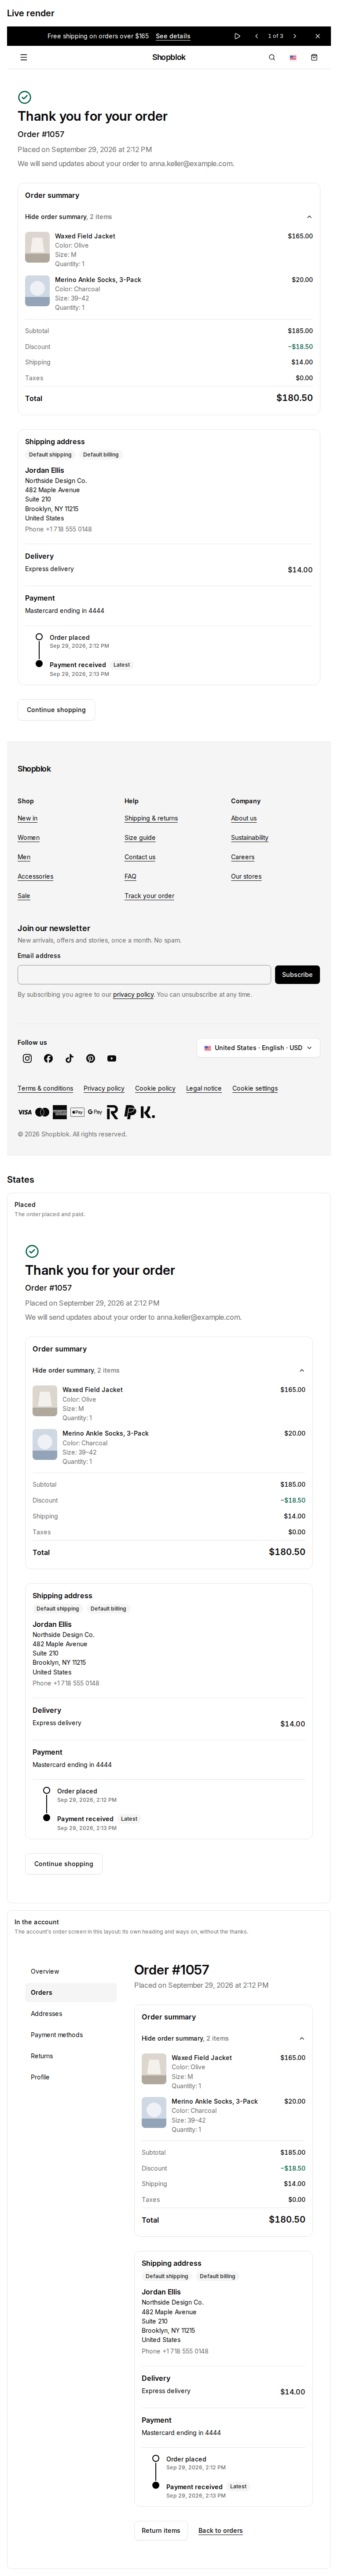 Live render
Free shipping on orders over $165 See details 1 of 3
Shopblok
Thank you for your order
Order #1057
Placed on September 29, 2026 at 2:12 PM
We will send updates about your order to anna.keller@example.com.
Order summary
Hide order summary, 2 items
Waxed Field Jacket $165.00
Color: Olive
Size: M
Quantity: 1
Merino Ankle Socks, 3-Pack $20.00
Color: Charcoal
Size: 39–42
Quantity: 1
Subtotal $185.00
Discount −$18.50
Shipping $14.00
Taxes $0.00
Total $180.50
Shipping address
Default shipping Default billing
Jordan Ellis
Northside Design Co.
482 Maple Avenue
Suite 210
Brooklyn, NY 11215
United States
Phone +1 718 555 0148
Delivery
Express delivery $14.00
Payment
Mastercard ending in 4444
Order placed
Sep 29, 2026, 2:12 PM
Payment received Latest
Sep 29, 2026, 2:13 PM
Continue shopping
Shopblok
Shop Help Company
New in Shipping & returns About us
Women Size guide Sustainability
Men Contact us Careers
Accessories FAQ Our stores
Sale Track your order
Join our newsletter
New arrivals, offers and stories, once a month. No spam.
Email address
Subscribe
By subscribing you agree to our privacy policy. You can unsubscribe at any time.
Follow us
United States · English · USD
Terms & conditions Privacy policy Cookie policy Legal notice Cookie settings
VISA Pay G Pay K.
© 2026 Shopblok. All rights reserved.
States
Placed
The order placed and paid.
Thank you for your order
Order #1057
Placed on September 29, 2026 at 2:12 PM
We will send updates about your order to anna.keller@example.com.
Order summary
Hide order summary, 2 items
Waxed Field Jacket $165.00
Color: Olive
Size: M
Quantity: 1
Merino Ankle Socks, 3-Pack $20.00
Color: Charcoal
Size: 39–42
Quantity: 1
Subtotal $185.00
Discount −$18.50
Shipping $14.00
Taxes $0.00
Total $180.50
Shipping address
Default shipping Default billing
Jordan Ellis
Northside Design Co.
482 Maple Avenue
Suite 210
Brooklyn, NY 11215
United States
Phone +1 718 555 0148
Delivery
Express delivery $14.00
Payment
Mastercard ending in 4444
Order placed
Sep 29, 2026, 2:12 PM
Payment received Latest
Sep 29, 2026, 2:13 PM
Continue shopping
In the account
The account's order screen in this layout: its own heading and ways on, without the thanks.
Overview
Orders
Addresses
Payment methods
Returns
Profile
Order #1057
Placed on September 29, 2026 at 2:12 PM
Order summary
Hide order summary, 2 items
Waxed Field Jacket $165.00
Color: Olive
Size: M
Quantity: 1
Merino Ankle Socks, 3-Pack $20.00
Color: Charcoal
Size: 39–42
Quantity: 1
Subtotal $185.00
Discount −$18.50
Shipping $14.00
Taxes $0.00
Total $180.50
Shipping address
Default shipping Default billing
Jordan Ellis
Northside Design Co.
482 Maple Avenue
Suite 210
Brooklyn, NY 11215
United States
Phone +1 718 555 0148
Delivery
Express delivery $14.00
Payment
Mastercard ending in 4444
Order placed
Sep 29, 2026, 2:12 PM
Payment received Latest
Sep 29, 2026, 2:13 PM
Return items Back to orders